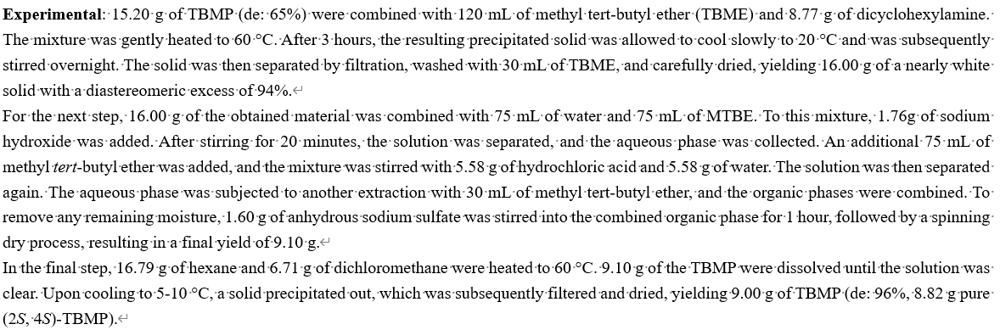 Experimental: 15.20 g of TBMP (de: 65%) were combined with 120 mL of methyl tert-butyl ether (TBME) and 8.77 g of dicyclohexylamine.
The mixture was gently heated to 60 °C. After 3 hours, the resulting precipitated solid was allowed to cool slowly to 20 °C and was subsequently
stirred overnight. The solid was then separated by filtration, washed with 30 mL of TBME, and carefully dried, yielding 16.00 g of a nearly white
solid with a diastereomeric excess of 94%.↵
For the next step, 16.00 g of the obtained material was combined with 75 mL of water and 75 mL of MTBE. To this mixture, 1.76g of sodium
hydroxide was added. After stirring for 20 minutes, the solution was separated, and the aqueous phase was collected. An additional 75 mL of
methyl tert-butyl ether was added, and the mixture was stirred with 5.58 g of hydrochloric acid and 5.58 g of water. The solution was then separated
again. The aqueous phase was subjected to another extraction with 30 mL of methyl tert-butyl ether, and the organic phases were combined. To
remove any remaining moisture, 1.60 g of anhydrous sodium sulfate was stirred into the combined organic phase for 1 hour, followed by a spinning
dry process, resulting in a final yield of 9.10 g.↵
In the final step, 16.79 g of hexane and 6.71 g of dichloromethane were heated to 60 °C. 9.10 g of the TBMP were dissolved until the solution was
clear. Upon cooling to 5-10 °C, a solid precipitated out, which was subsequently filtered and dried, yielding 9.00 g of TBMP (de: 96%, 8.82 g pure
(2S, 4S)-TBMP).↵